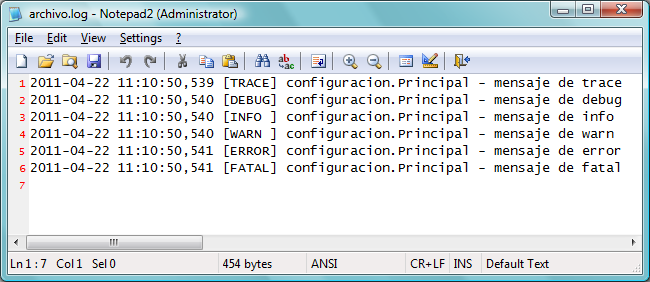 archivo.log - Notepad2 (Administrator)
File Edit View Settings ?
ab
ac
1 2011-04-22 11:10:50,539 [TRACE] configuracion.Principal - mensaje de trace
2 2011-04-22 11:10:50,540 [DEBUG] configuracion.Principal - mensaje de debug
3 2011-04-22 11:10:50,540 [INFO ] configuracion.Principal - mensaje de info
4 2011-04-22 11:10:50,540 [WARN ] configuracion.Principal - mensaje de warn
5 2011-04-22 11:10:50,541 [ERROR] configuracion.Principal - mensaje de error
6 2011-04-22 11:10:50,541 [FATAL] configuracion.Principal - mensaje de fatal
7
Ln 1 : 7 Col 1 Sel 0 454 bytes ANSI CR+LF INS Default Text